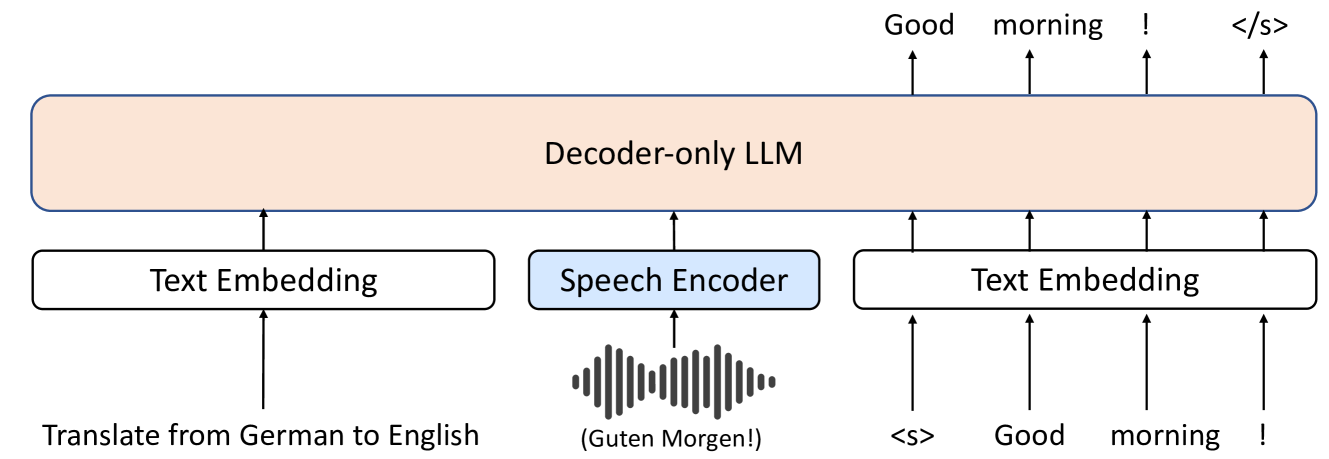 Good morning ! </s>
Decoder-only LLM
Text Embedding Speech Encoder Text Embedding
Translate from German to English (Guten Morgen!) <s> Good morning !